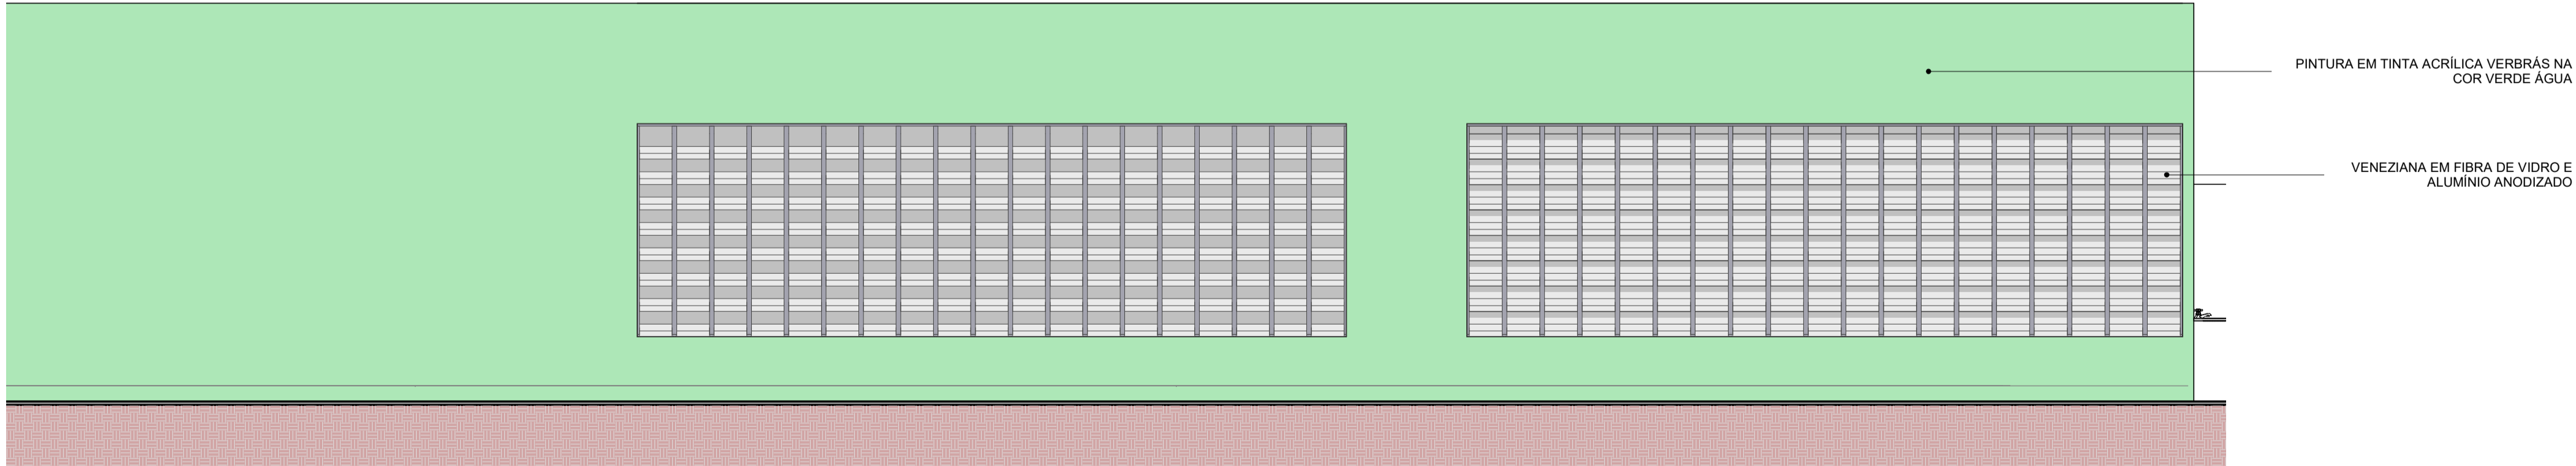 PINTURA EM TINTA ACRÍLICA VERBRÁS NA
COR VERDE ÁGUA
VENEZIANA EM FIBRA DE VIDRO E
ALUMÍNIO ANODIZADO